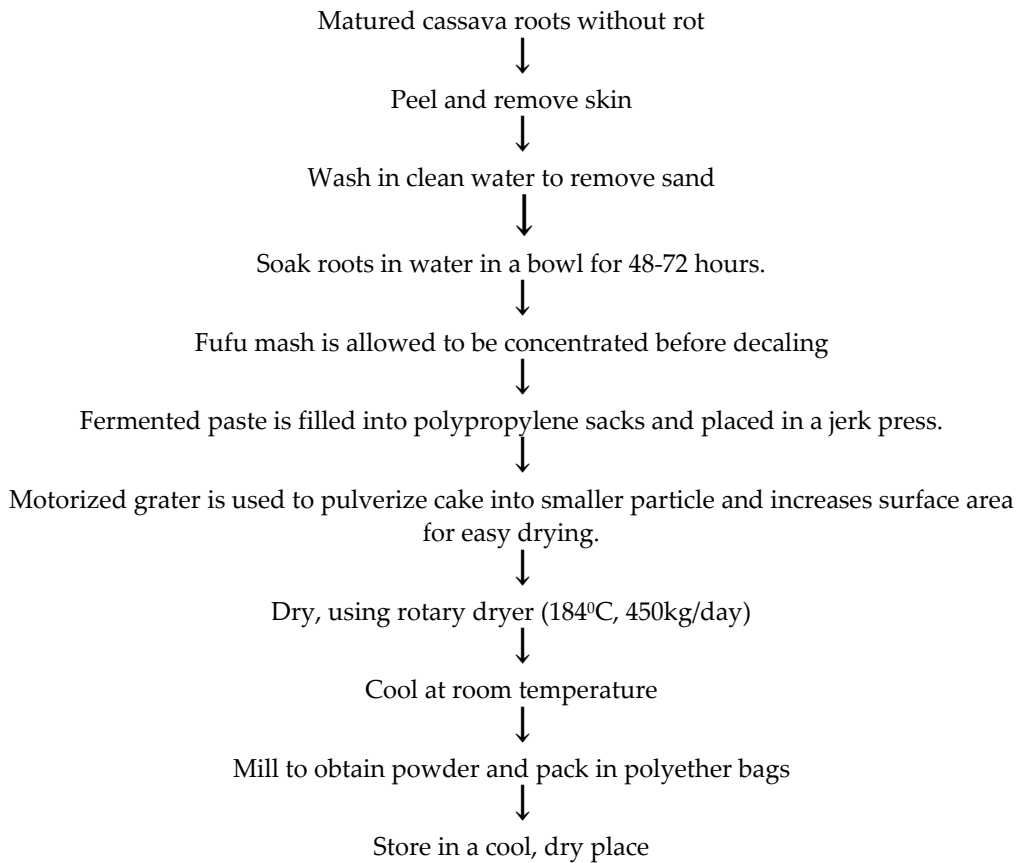 Matured cassava roots without rot
Peel and remove skin
Wash in clean water to remove sand
Soak roots in water in a bowl for 48-72 hours.
Fufu mash is allowed to be concentrated before decaling
Fermented paste is filled into polypropylene sacks and placed in a jerk press.
Motorized grater is used to pulverize cake into smaller particle and increases surface area
for easy drying.
Dry, using rotary dryer (184⁰C, 450kg/day)
Cool at room temperature
Mill to obtain powder and pack in polyether bags
Store in a cool, dry place